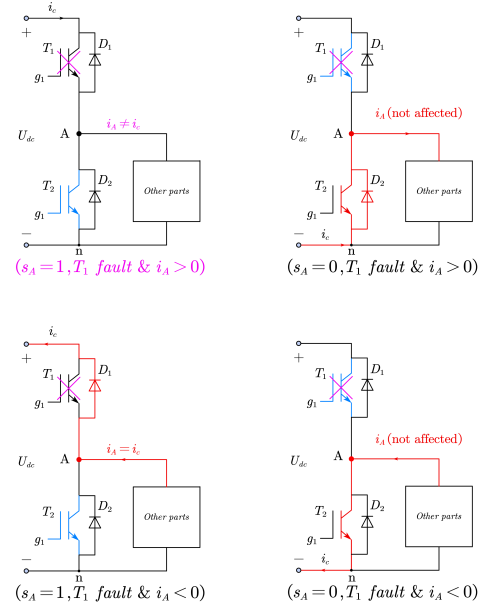 i_c
+
T_1
D_1
g_1
U_dc
A
i_A ≠ i_c
T_2
D_2
g_1
Other parts
−
n
(s_A = 1, T_1 fault & i_A > 0)
+
T_1
D_1
g_1
U_dc
A
i_A (not affected)
T_2
D_2
g_1
Other parts
−
i_c
n
(s_A = 0, T_1 fault & i_A > 0)
i_c
+
T_1
D_1
g_1
U_dc
A
i_A = i_c
T_2
D_2
g_1
Other parts
−
n
(s_A = 1, T_1 fault & i_A < 0)
+
T_1
D_1
g_1
U_dc
A
i_A (not affected)
T_2
D_2
g_1
Other parts
−
i_c
n
(s_A = 0, T_1 fault & i_A < 0)